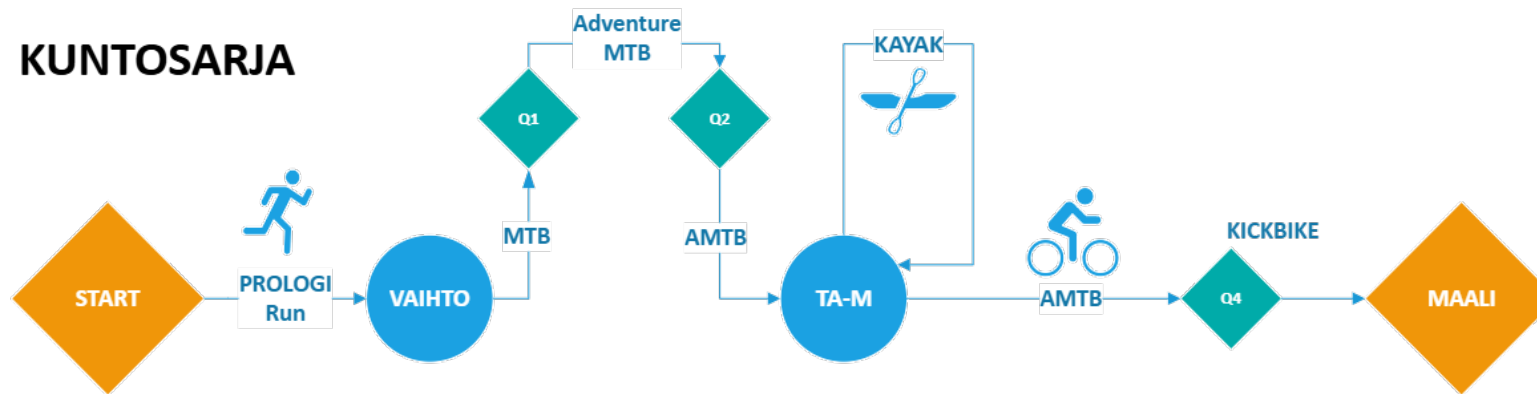 KUNTOSARJA
START
PROLOGI
Run
VAIHTO
MTB
Q1
Adventure
MTB
Q2
AMTB
TA-M
KAYAK
AMTB
Q4
KICKBIKE
MAALI